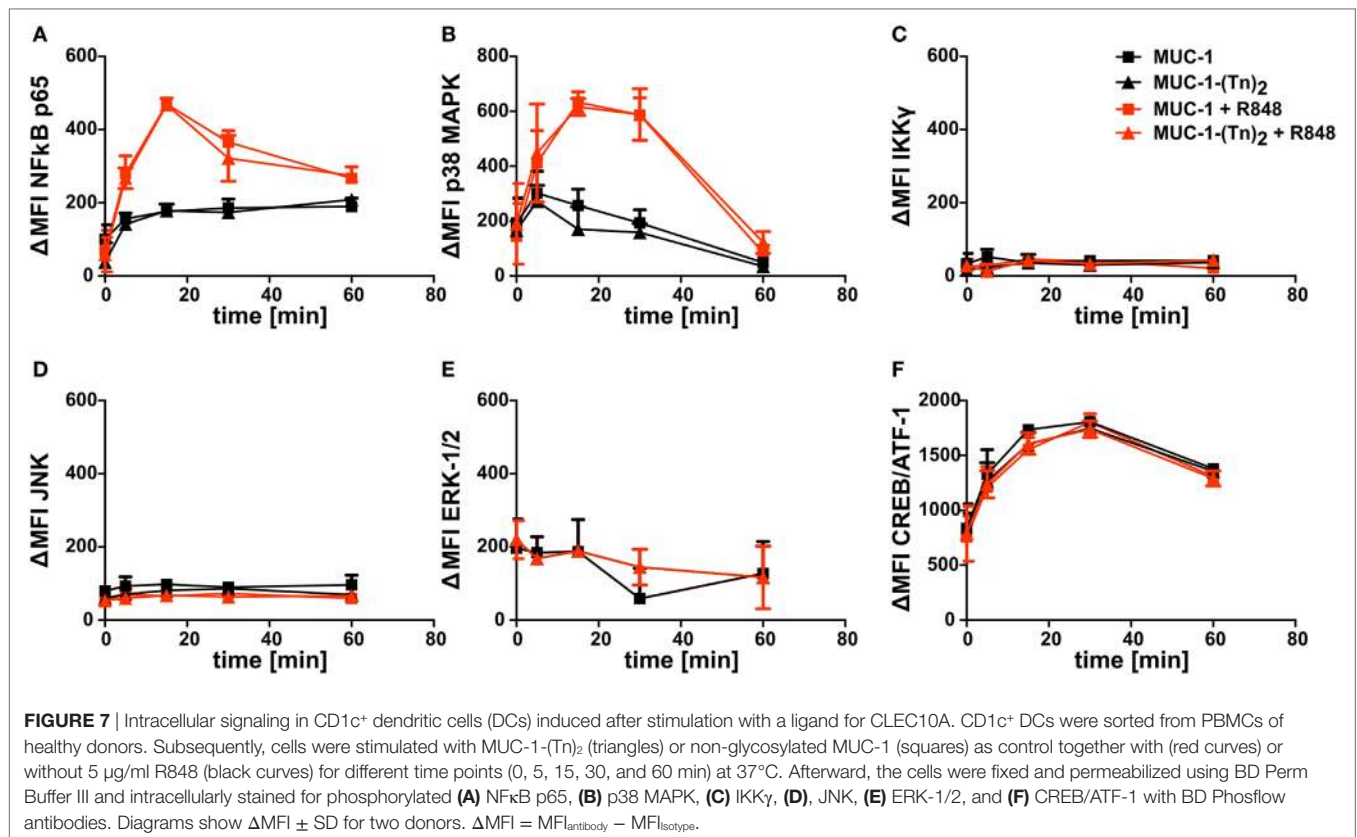 A
600
400
200
0
ΔMFI NFkB p65
0 20 40 60 80
time [min]
B
800
600
400
200
0
ΔMFI p38 MAPK
0 20 40 60 80
time [min]
C
600
400
200
0
ΔMFI IKKγ
0 20 40 60 80
time [min]
MUC-1
MUC-1-(Tn)₂
MUC-1 + R848
MUC-1-(Tn)₂ + R848
D
600
400
200
0
ΔMFI JNK
0 20 40 60 80
time [min]
E
600
400
200
0
ΔMFI ERK-1/2
0 20 40 60 80
time [min]
F
2000
1500
1000
500
0
ΔMFI CREB/ATF-1
0 20 40 60 80
time [min]
FIGURE 7 | Intracellular signaling in CD1c⁺ dendritic cells (DCs) induced after stimulation with a ligand for CLEC10A. CD1c⁺ DCs were sorted from PBMCs of
healthy donors. Subsequently, cells were stimulated with MUC-1-(Tn)₂ (triangles) or non-glycosylated MUC-1 (squares) as control together with (red curves) or
without 5 μg/ml R848 (black curves) for different time points (0, 5, 15, 30, and 60 min) at 37°C. Afterward, the cells were fixed and permeabilized using BD Perm
Buffer III and intracellularly stained for phosphorylated (A) NFκB p65, (B) p38 MAPK, (C) IKKγ, (D), JNK, (E) ERK-1/2, and (F) CREB/ATF-1 with BD Phosflow
antibodies. Diagrams show ΔMFI ± SD for two donors. ΔMFI = MFIantibody − MFIIsotype.